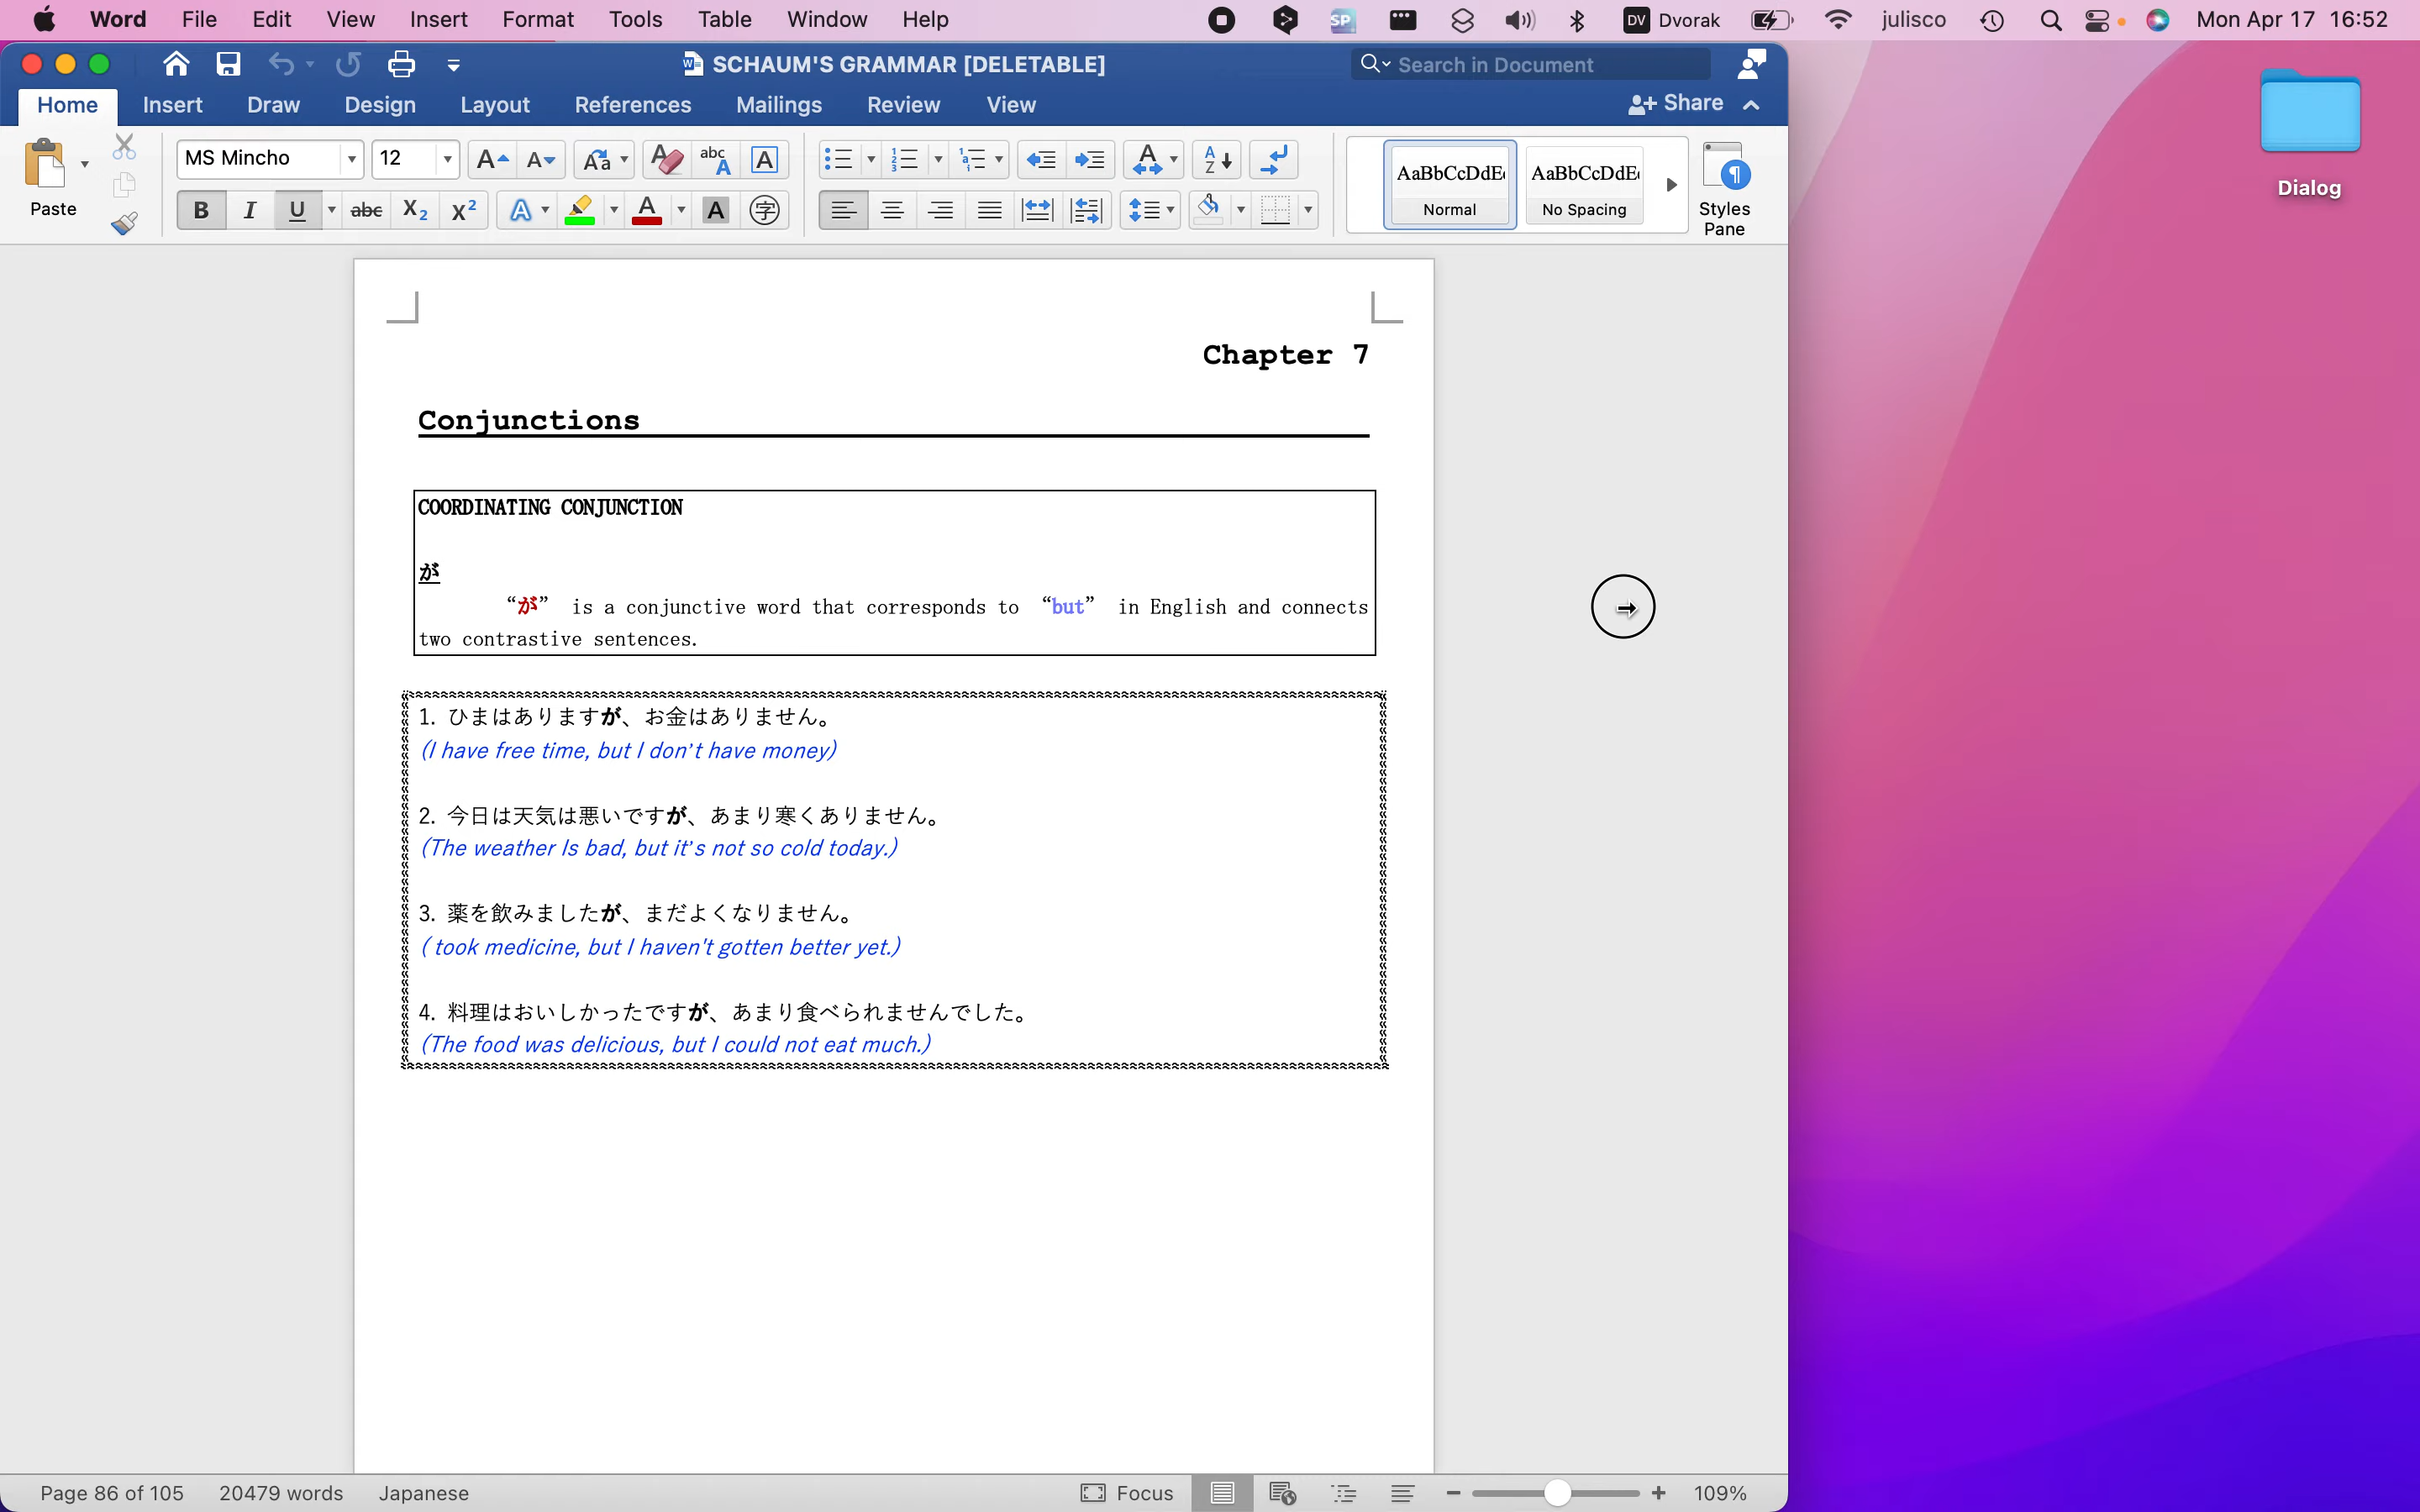 Word File Edit View Insert Format Tools Table Window Help SP DV Dvorak julisco Mon Apr 17 16:52
SCHAUM'S GRAMMAR [DELETABLE] Search in Document
Home Insert Draw Design Layout References Mailings Review View Share
Paste MS Mincho 12 AaBbCcDdE AaBbCcDdE
Normal No Spacing Styles Pane
Dialog
Chapter 7
Conjunctions
COORDINATING CONJUNCTION
が
“が” is a conjunctive word that corresponds to “but” in English and connects
two contrastive sentences.
1. ひまはありますが、お金はありません。
(I have free time, but I don’t have money)
2. 今日は天気は悪いですが、あまり寒くありません。
(The weather Is bad, but it’s not so cold today.)
3. 薬を飲みましたが、まだよくなりません。
( took medicine, but I haven't gotten better yet.)
4. 料理はおいしかったですが、あまり食べられませんでした。
(The food was delicious, but I could not eat much.)
Page 86 of 105 20479 words Japanese Focus 109%